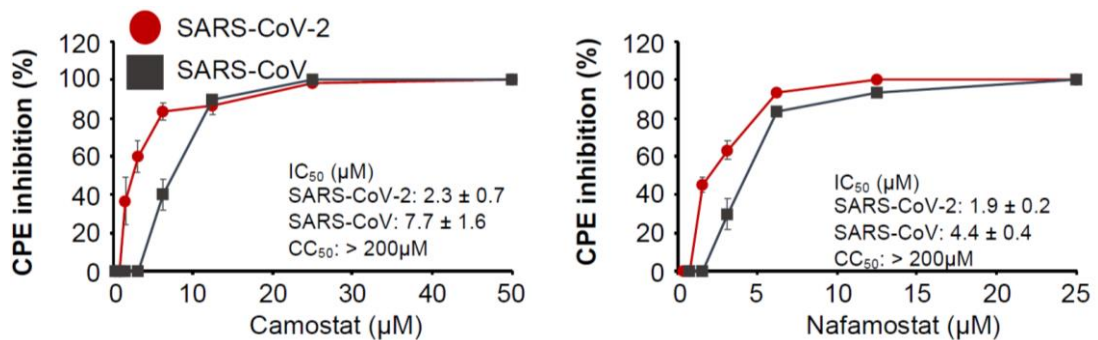 SARS-CoV-2
SARS-CoV
CPE inhibition (%)
120
100
80
60
40
20
0
IC₅₀ (µM)
SARS-CoV-2: 2.3 ± 0.7
SARS-CoV: 7.7 ± 1.6
CC₅₀: > 200µM
0 10 20 30 40 50
Camostat (µM)
CPE inhibition (%)
120
100
80
60
40
20
0
IC₅₀ (µM)
SARS-CoV-2: 1.9 ± 0.2
SARS-CoV: 4.4 ± 0.4
CC₅₀: > 200µM
0 5 10 15 20 25
Nafamostat (µM)